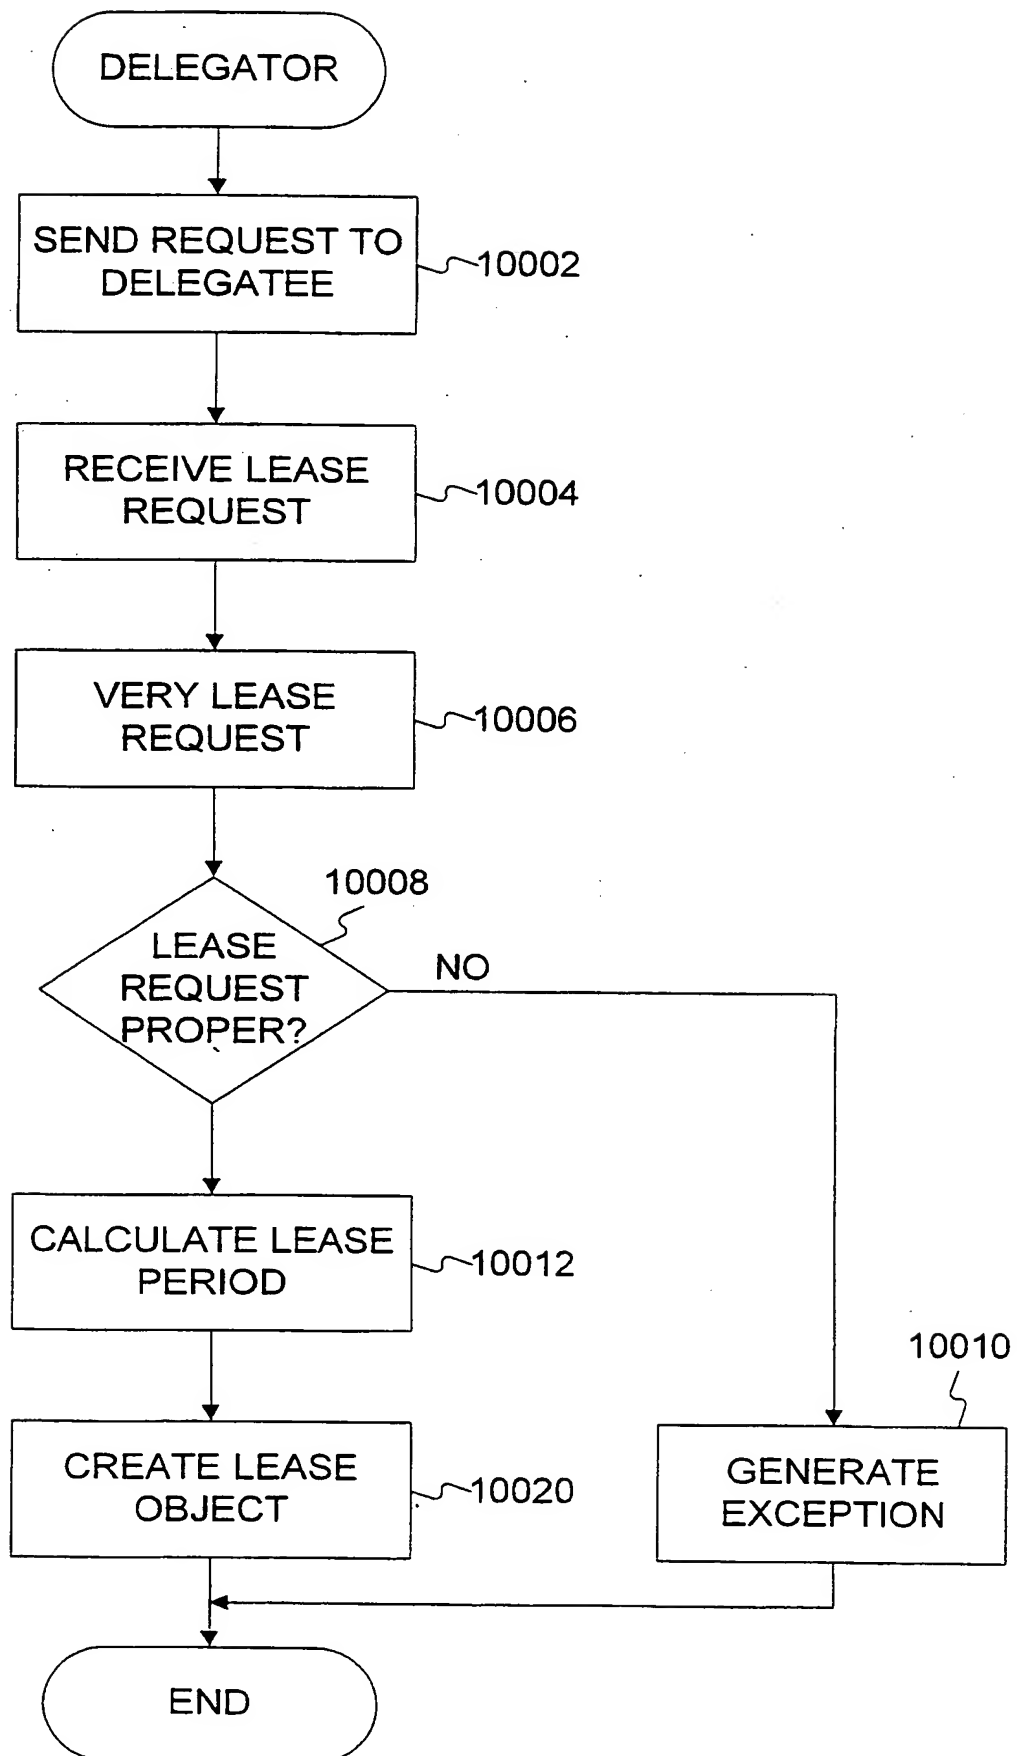 DELEGATOR
SEND REQUEST TO
DELEGATEE
10002
RECEIVE LEASE
REQUEST
10004
VERY LEASE
REQUEST
10006
10008
LEASE
REQUEST
PROPER?
NO
CALCULATE LEASE
PERIOD
10012
10010
CREATE LEASE
OBJECT
10020
GENERATE
EXCEPTION
END